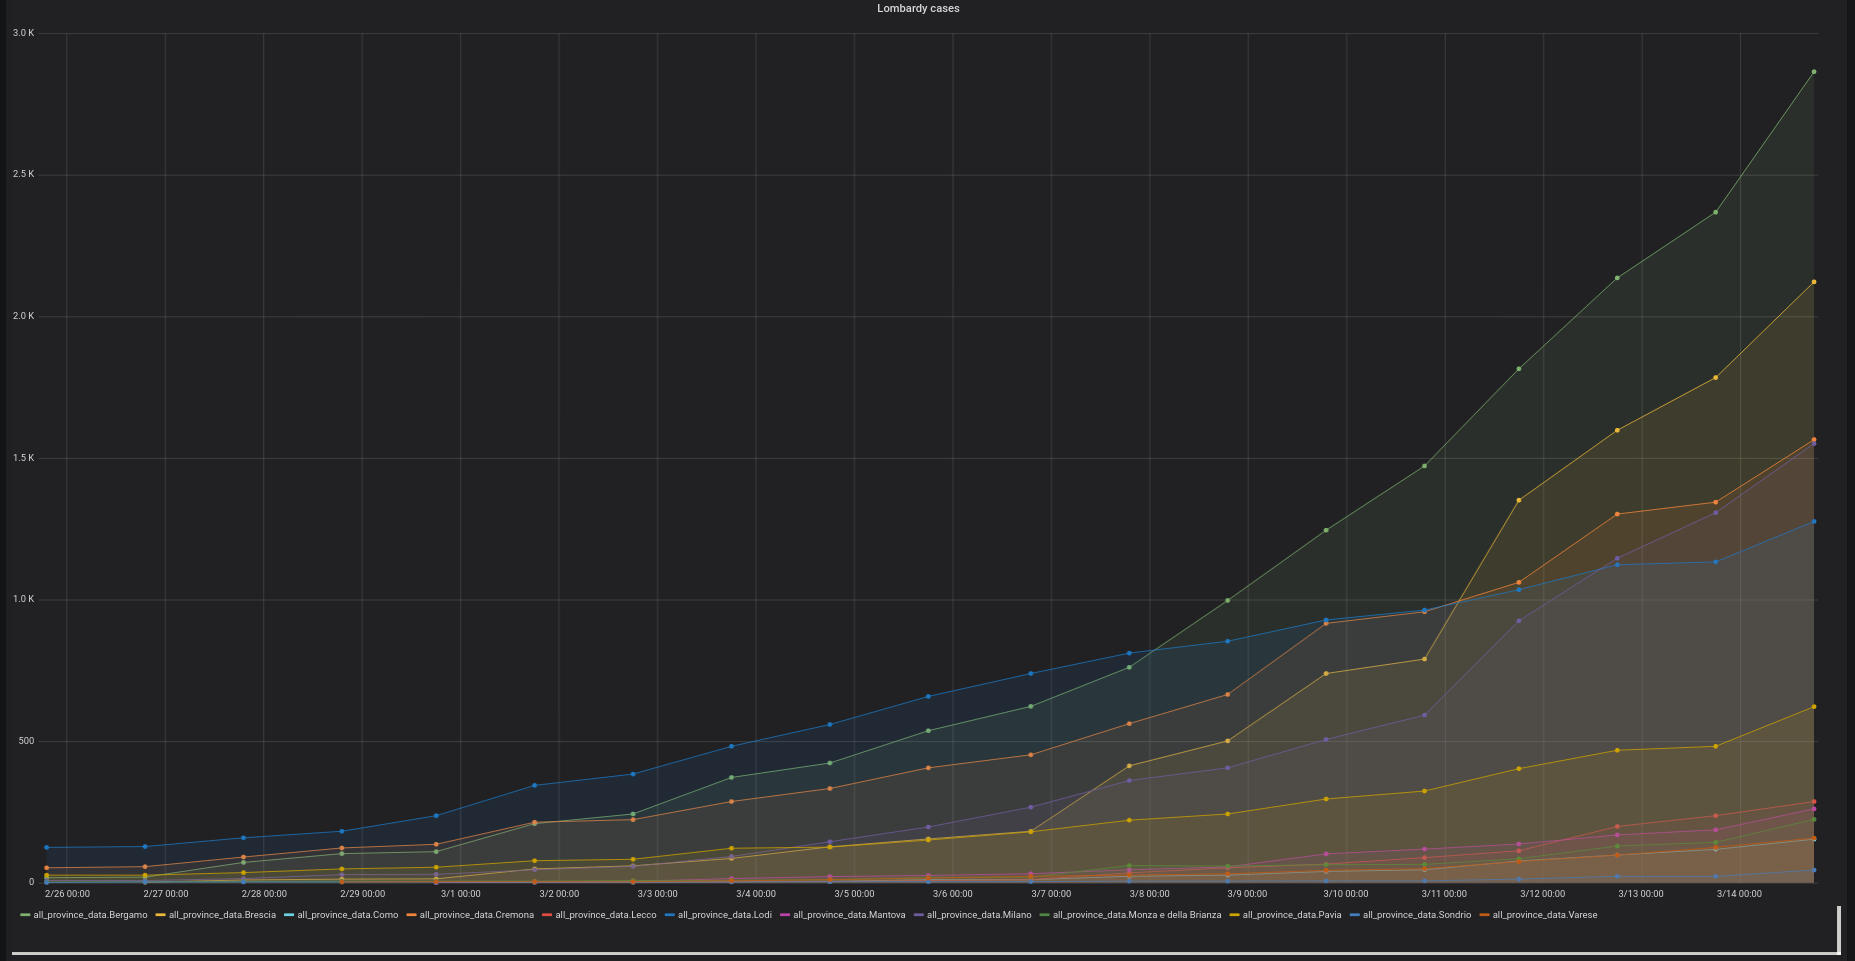 Lombardy cases
3.0 K
2.5 K
2.0 K
1.5 K
1.0 K
500
0
2/26 00:00 2/27 00:00 2/28 00:00 2/29 00:00 3/1 00:00 3/2 00:00 3/3 00:00 3/4 00:00 3/5 00:00 3/6 00:00 3/7 00:00 3/8 00:00 3/9 00:00 3/10 00:00 3/11 00:00 3/12 00:00 3/13 00:00 3/14 00:00
all_province_data.Bergamo all_province_data.Brescia all_province_data.Como all_province_data.Cremona all_province_data.Lecco all_province_data.Lodi all_province_data.Mantova all_province_data.Milano all_province_data.Monza e della Brianza all_province_data.Pavia all_province_data.Sondrio all_province_data.Varese